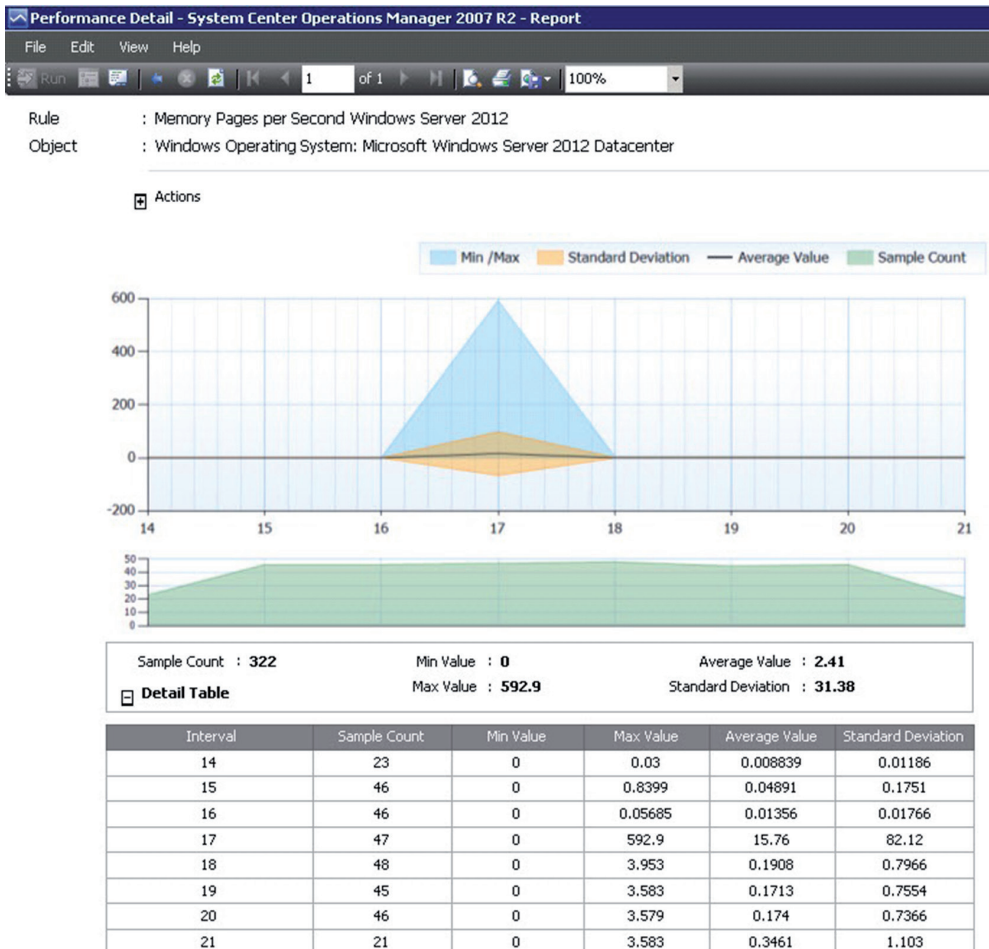 Performance Detail - System Center Operations Manager 2007 R2 - Report
File Edit View Help
Run 1 of 1 100%
Rule : Memory Pages per Second Windows Server 2012
Object : Windows Operating System: Microsoft Windows Server 2012 Datacenter
Actions
Min /Max Standard Deviation Average Value Sample Count
600
400
200
0
-200
14 15 16 17 18 19 20 21
50
40
30
20
10
0
Sample Count : 322 Min Value : 0 Average Value : 2.41
Max Value : 592.9 Standard Deviation : 31.38
Detail Table
Interval Sample Count Min Value Max Value Average Value Standard Deviation
14 23 0 0.03 0.008839 0.01186
15 46 0 0.8399 0.04891 0.1751
16 46 0 0.05685 0.01356 0.01766
17 47 0 592.9 15.76 82.12
18 48 0 3.953 0.1908 0.7966
19 45 0 3.583 0.1713 0.7554
20 46 0 3.579 0.174 0.7366
21 21 0 3.583 0.3461 1.103